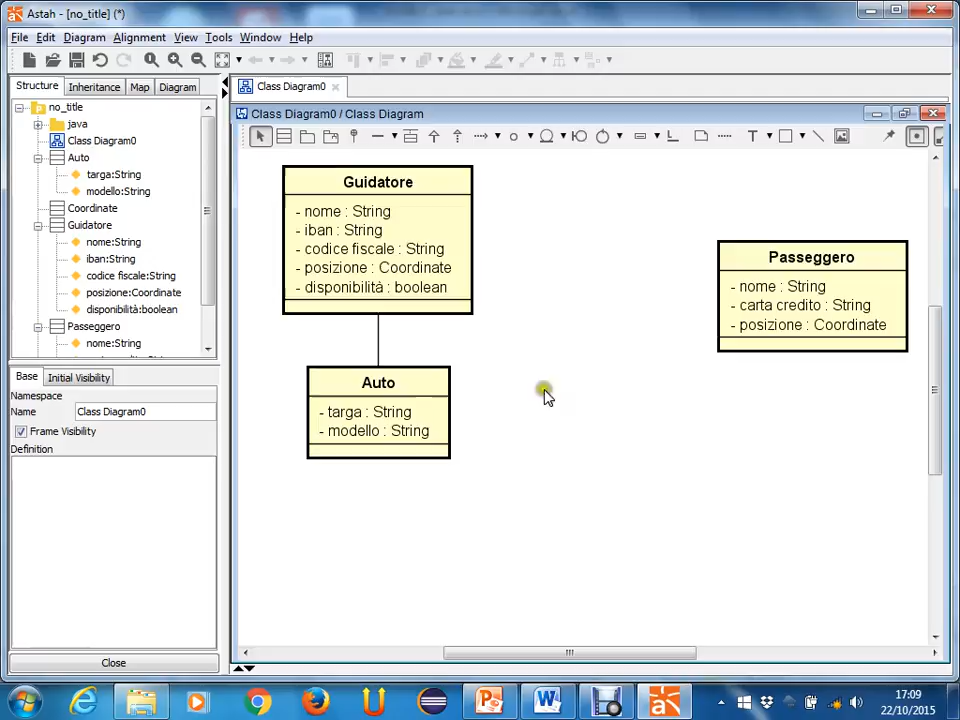 Astah - [no_title] (*)
File Edit Diagram Alignment View Tools Window Help
Structure Inheritance Map Diagram
no_title
java
Class Diagram0
Auto
targa:String
modello:String
Coordinate
Guidatore
nome:String
iban:String
codice fiscale:String
posizione:Coordinate
disponibilità:boolean
Passeggero
nome:String
Base Initial Visibility
Namespace
Name Class Diagram0
Frame Visibility
Definition
Close
Class Diagram0
Class Diagram0 / Class Diagram
Guidatore
- nome : String
- iban : String
- codice fiscale : String
- posizione : Coordinate
- disponibilità : boolean
Auto
- targa : String
- modello : String
Passeggero
- nome : String
- carta credito : String
- posizione : Coordinate
17:09
22/10/2015